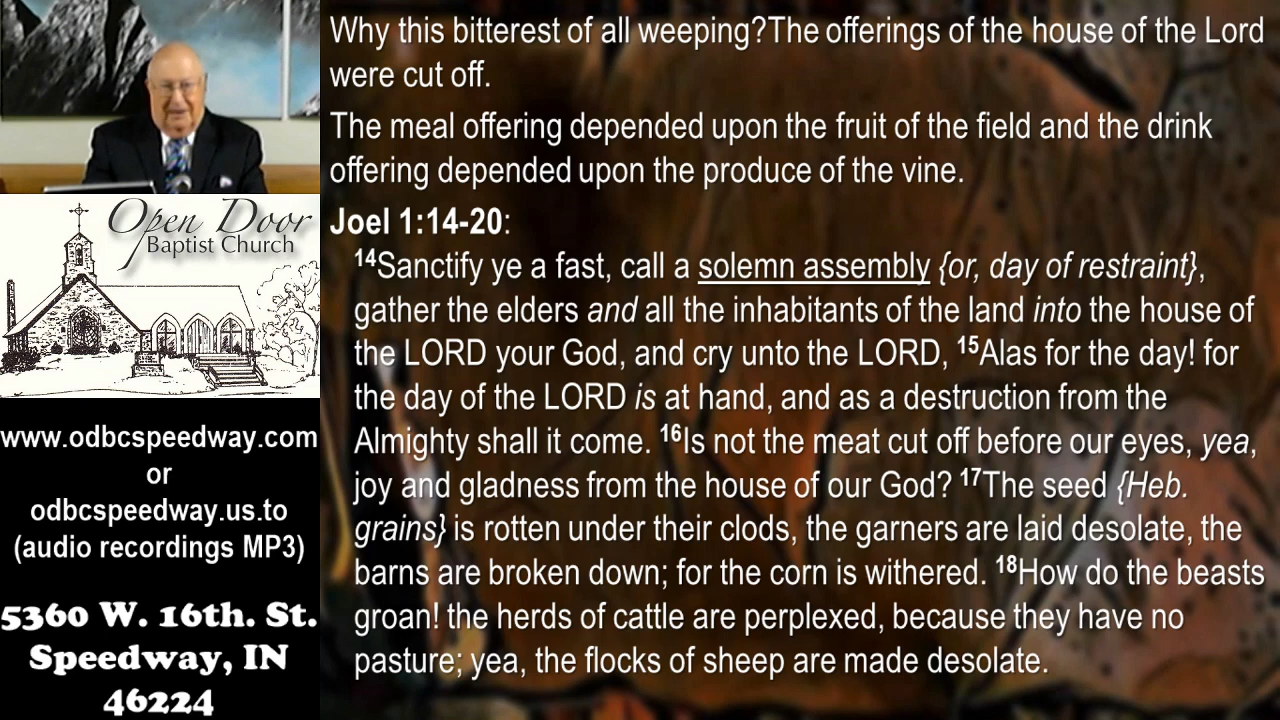 Why this bitterest of all weeping?The offerings of the house of the Lord
were cut off.
The meal offering depended upon the fruit of the field and the drink
offering depended upon the produce of the vine.
Joel 1:14-20:
14Sanctify ye a fast, call a solemn assembly {or, day of restraint},
gather the elders and all the inhabitants of the land into the house of
the LORD your God, and cry unto the LORD, 15Alas for the day! for
the day of the LORD is at hand, and as a destruction from the
Almighty shall it come. 16Is not the meat cut off before our eyes, yea,
joy and gladness from the house of our God? 17The seed {Heb.
grains} is rotten under their clods, the garners are laid desolate, the
barns are broken down; for the corn is withered. 18How do the beasts
groan! the herds of cattle are perplexed, because they have no
pasture; yea, the flocks of sheep are made desolate.
Open Door
Baptist Church
www.odbcspeedway.com
or
odbcspeedway.us.to
(audio recordings MP3)
5360 W. 16th. St.
Speedway, IN
46224